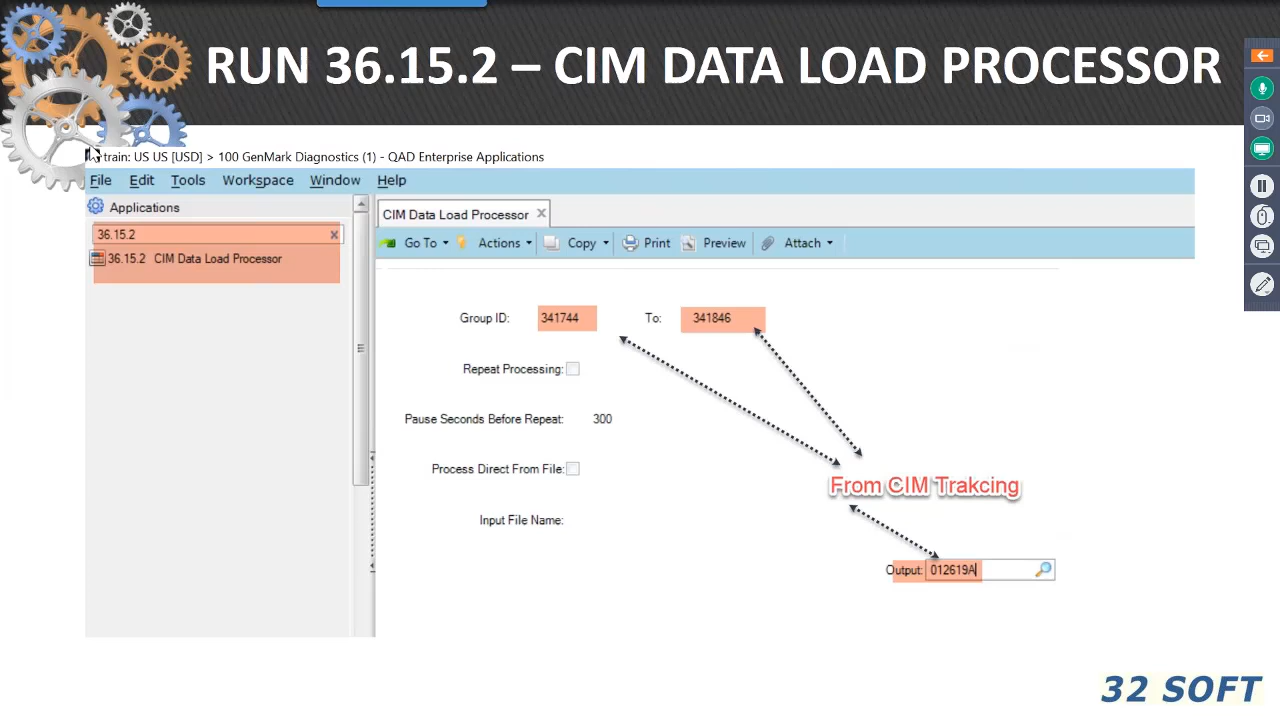 RUN 36.15.2 – CIM DATA LOAD PROCESSOR
train: US US [USD] > 100 GenMark Diagnostics (1) - QAD Enterprise Applications
File Edit Tools Workspace Window Help
Applications
CIM Data Load Processor
36.15.2
Go To Actions Copy Print Preview Attach
36.15.2 CIM Data Load Processor
Group ID: 341744 To: 341846
Repeat Processing:
Pause Seconds Before Repeat: 300
Process Direct From File:
From CIM Trakcing
Input File Name:
Output: 012619A
32 SOFT